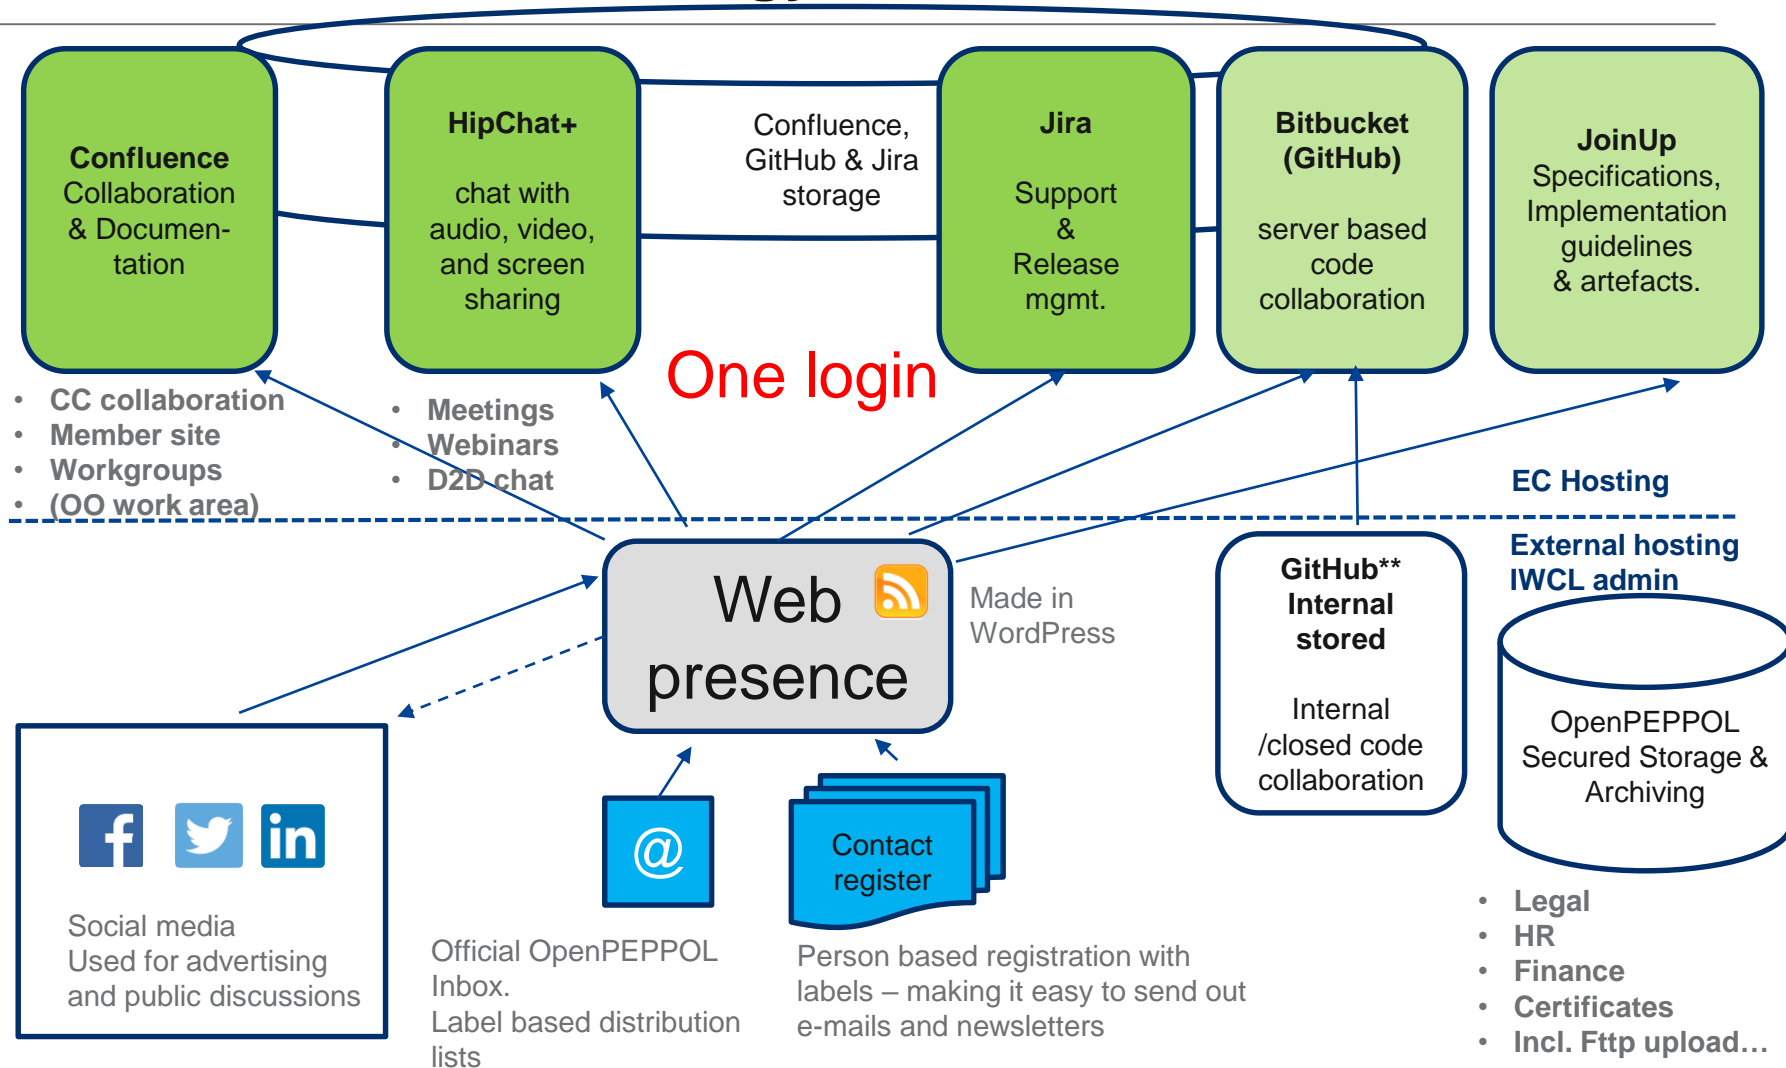 Confluence
Collaboration
& Documen-
tation
HipChat+
chat with
audio, video,
and screen
sharing
Confluence,
GitHub & Jira
storage
Jira
Support
&
Release
mgmt.
Bitbucket
(GitHub)
server based
code
collaboration
JoinUp
Specifications,
Implementation
guidelines
& artefacts.
One login
• CC collaboration
• Member site
• Workgroups
• (OO work area)
• Meetings
• Webinars
• D2D chat
EC Hosting
External hosting
IWCL admin
Web
presence
Made in
WordPress
GitHub**
Internal
stored
Internal
/closed code
collaboration
OpenPEPPOL
Secured Storage &
Archiving
f
in
Social media
Used for advertising
and public discussions
@
Official OpenPEPPOL
Inbox.
Label based distribution
lists
Contact
register
Person based registration with
labels – making it easy to send out
e-mails and newsletters
• Legal
• HR
• Finance
• Certificates
• Incl. Fttp upload…